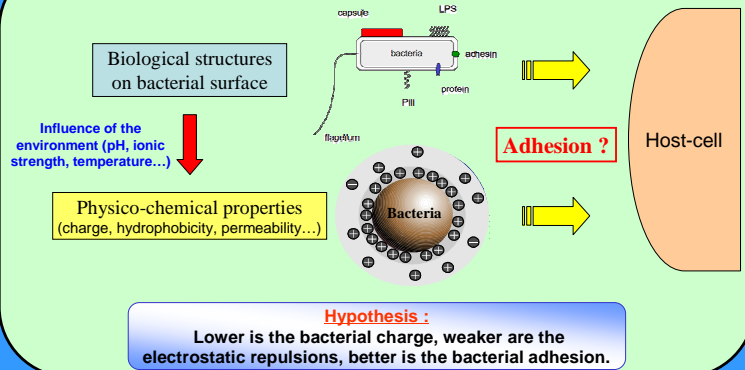 capsule
LPS
bacteria
adhesin
protein
Pili
flagellum
Biological structures
on bacterial surface
Influence of the
environment (pH, ionic
strength, temperature...)
Physico-chemical properties
(charge, hydrophobicity, permeability...)
Bacteria
Adhesion ?
Host-cell
Hypothesis :
Lower is the bacterial charge, weaker are the
electrostatic repulsions, better is the bacterial adhesion.